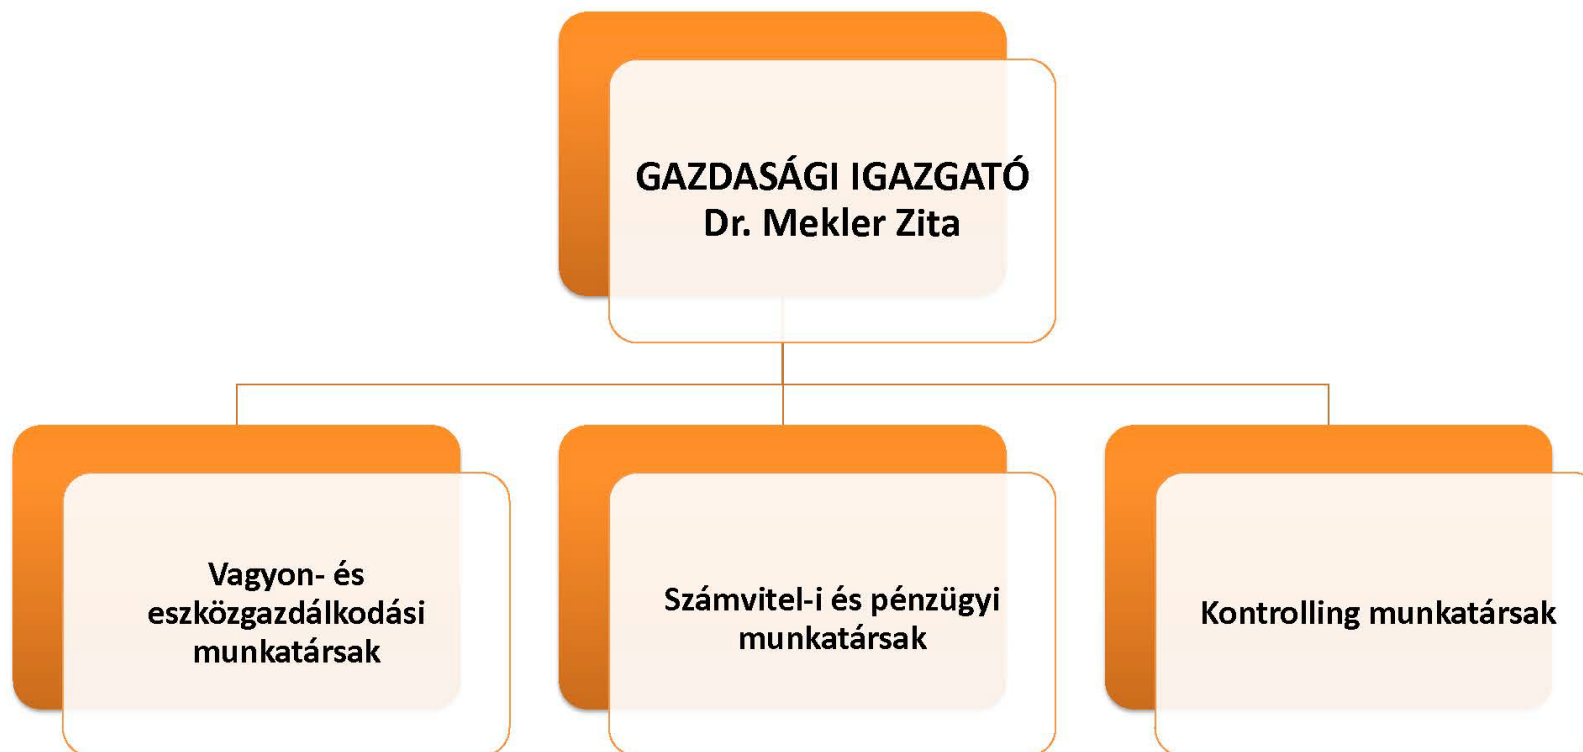 GAZDASÁGI IGAZGATÓ
Dr. Mekler Zita
Vagyon- és
eszközgazdálkodási
munkatársak
Számvitel-i és pénzügyi
munkatársak
Kontrolling munkatársak